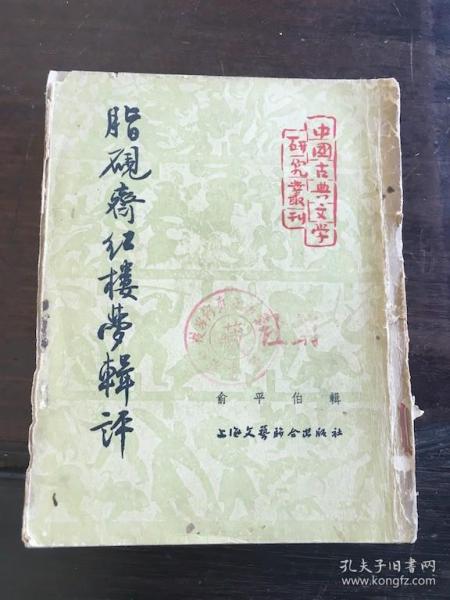 中國古典文學
研究叢刊
脂硯齋紅樓夢輯評
藏
俞平伯輯
上海文藝聯合出版社
孔夫子旧书网
www.kongfz.com